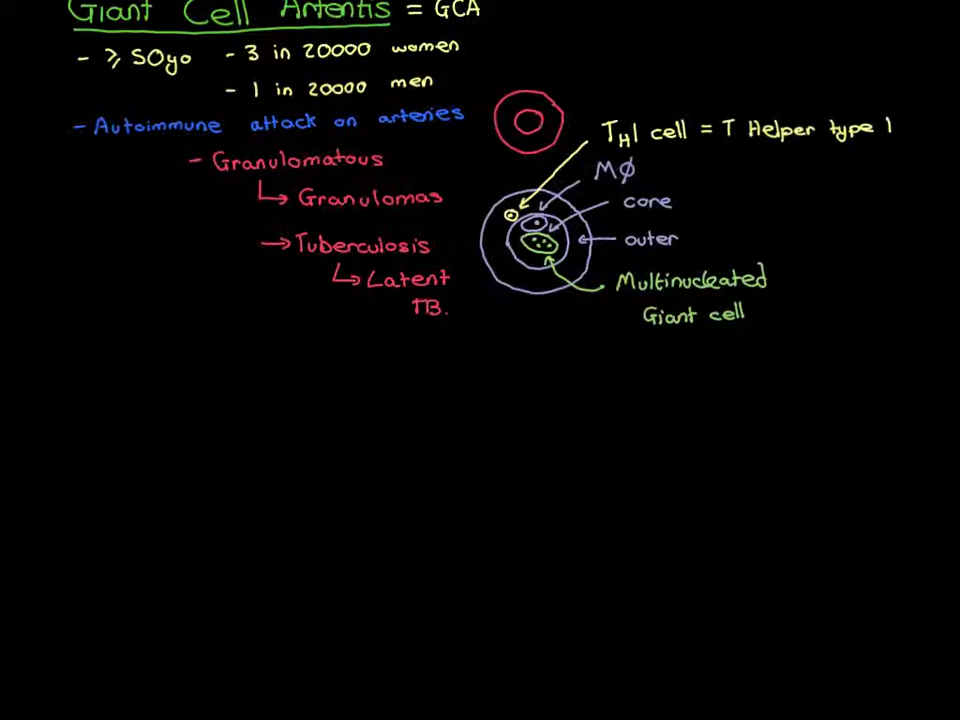 Giant Cell Arteritis = GCA
- ≥ 50yo - 3 in 20000 women
- 1 in 20000 men
- Autoimmune attack on arteries
- Granulomatous
↳ Granulomas
→ Tuberculosis
↳ Latent
TB.
TH1 cell = T Helper type 1
MØ
core
outer
Multinucleated
Giant cell